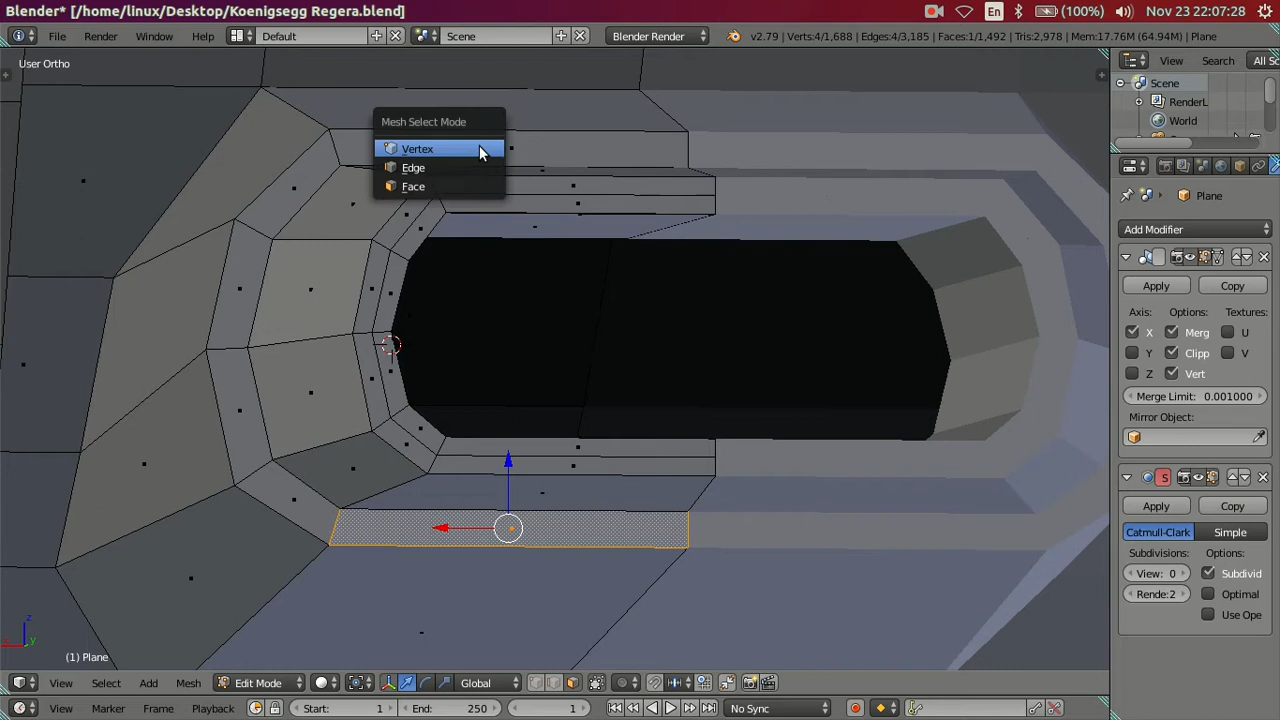 Blender* [/home/linux/Desktop/Koenigsegg Regera.blend]
En
(100%)
Nov 23 22:07:28
File Render Window Help
Default
Scene
Blender Render
v2.79 | Verts:4/1,688 | Edges:4/3,185 | Faces:1/1,492 | Tris:2,978 | Mem:17.76M (64.94M) | Plane
User Ortho
View Search All Sc
Scene
RenderL
World
Mesh Select Mode
Vertex
Edge
Face
Plane
Add Modifier
Apply Copy
Axis: Options: Textures:
X Merg U
Y Clipp V
Z Vert
Merge Limit: 0.001000
Mirror Object:
S
Apply Copy
Catmull-Clark Simple
Subdivisions: Options:
View: 0 Subdivid
Rende:2 Optimal
Use Ope
z
x y
(1) Plane
View Select Add Mesh Edit Mode Global
View Marker Frame Playback Start: 1 End: 250 1 No Sync